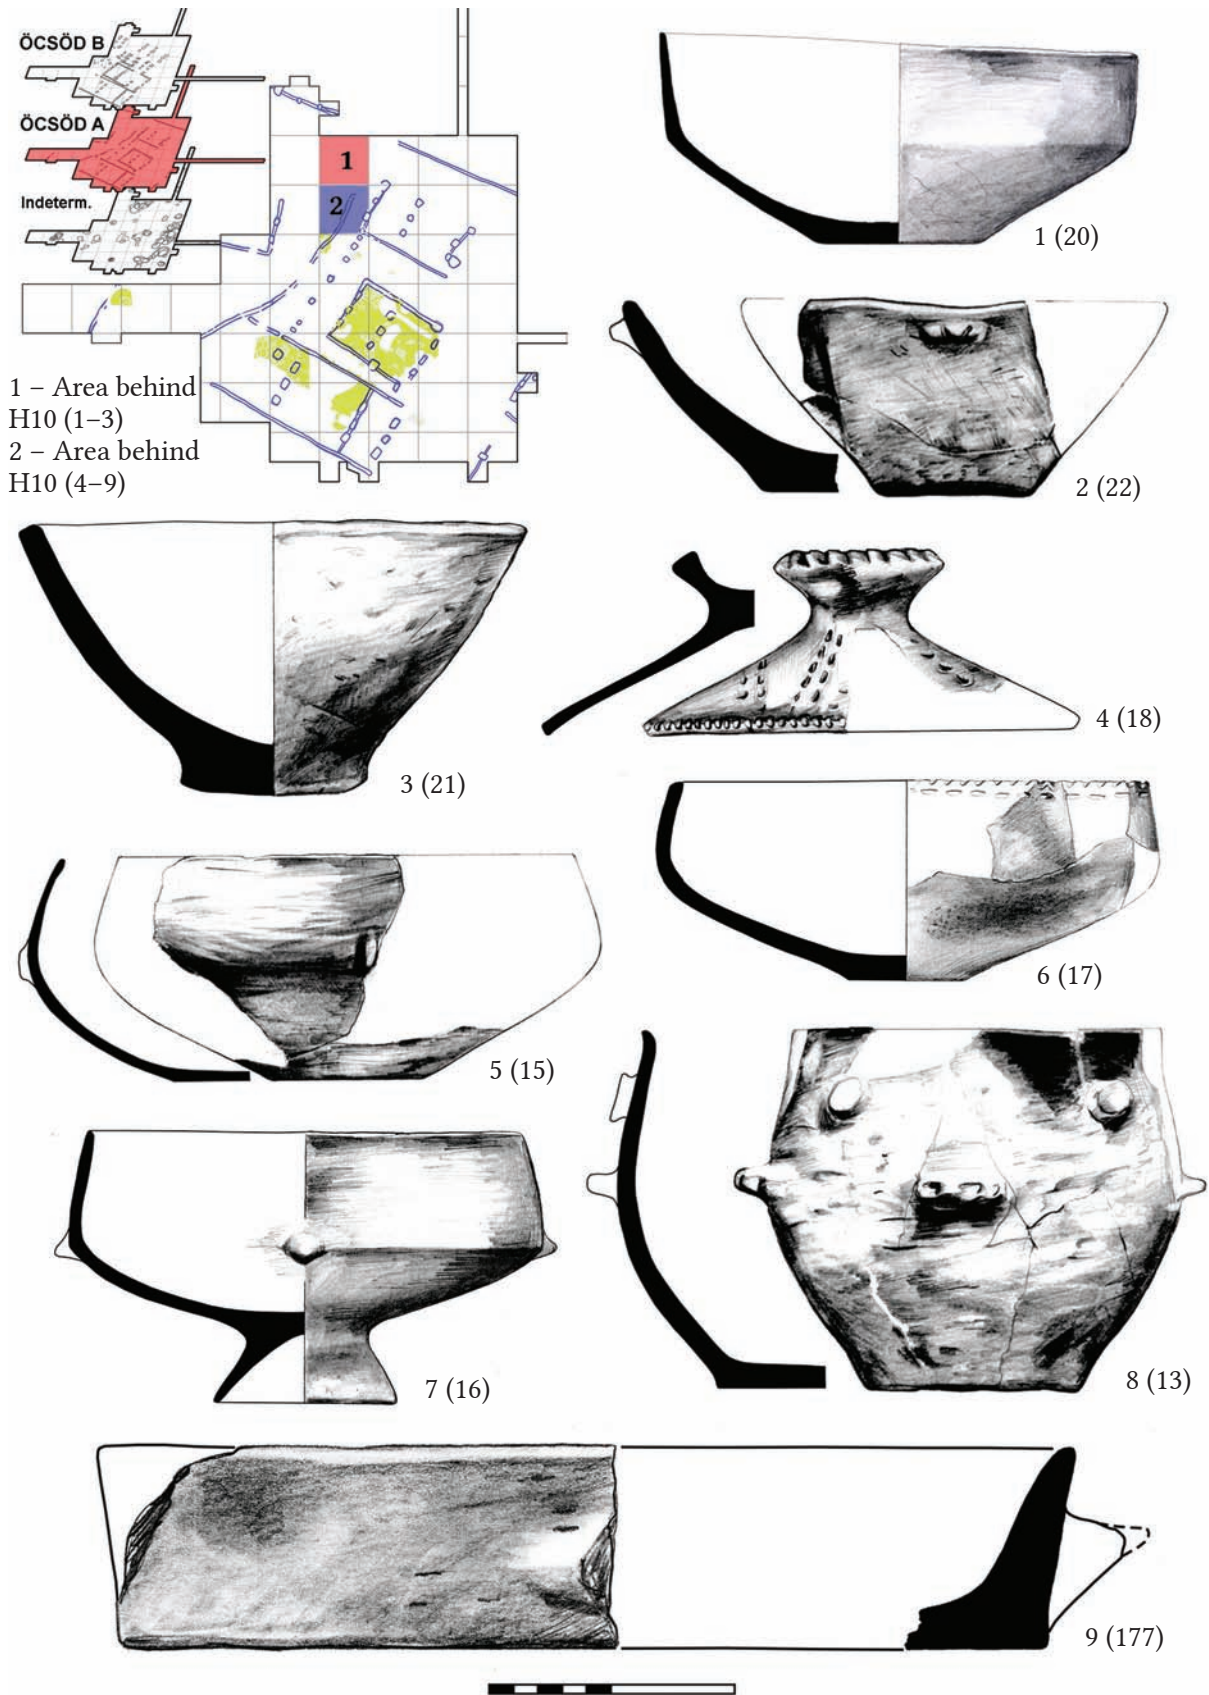 ÖCSÖD B
ÖCSÖD A
Indeterm.
1
2
1 – Area behind
H10 (1–3)
2 – Area behind
H10 (4–9)
1 (20)
2 (22)
3 (21)
4 (18)
5 (15)
6 (17)
7 (16)
8 (13)
9 (177)